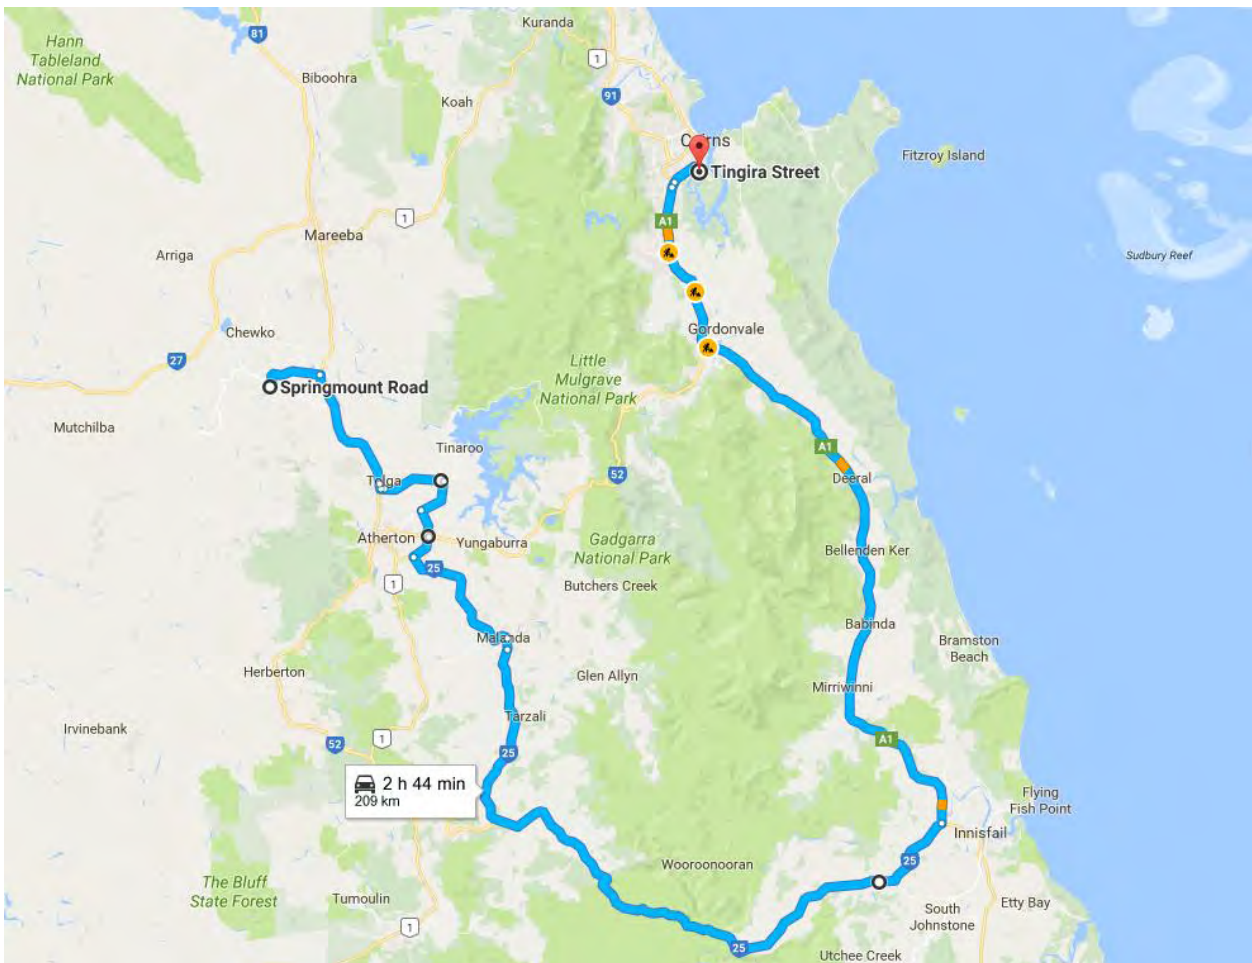 Kuranda
Hann
Tableland
National Park
81
1
Biboohra
Koah
91
Cairns
Tingira Street
Fitzroy Island
1
A1
Mareeba
Arriga
Sudbury Reef
Chewko
Gordonvale
27
Little
Mulgrave
National Park
Springmount Road
Mutchilba
Tinaroo
A1
52
Tolga
Deeral
Atherton
Yungaburra
Gadgarra
National Park
Bellenden Ker
25
1
Butchers Creek
Babinda
Malanda
Bramston
Beach
Herberton
Glen Allyn
Mirriwinni
Tarzali
Irvinebank
52
1
25
A1
2 h 44 min
209 km
Flying
Fish Point
Innisfail
Wooroonooran
25
The Bluff
State Forest
Tumoulin
Etty Bay
South
Johnstone
1
25
Utchee Creek